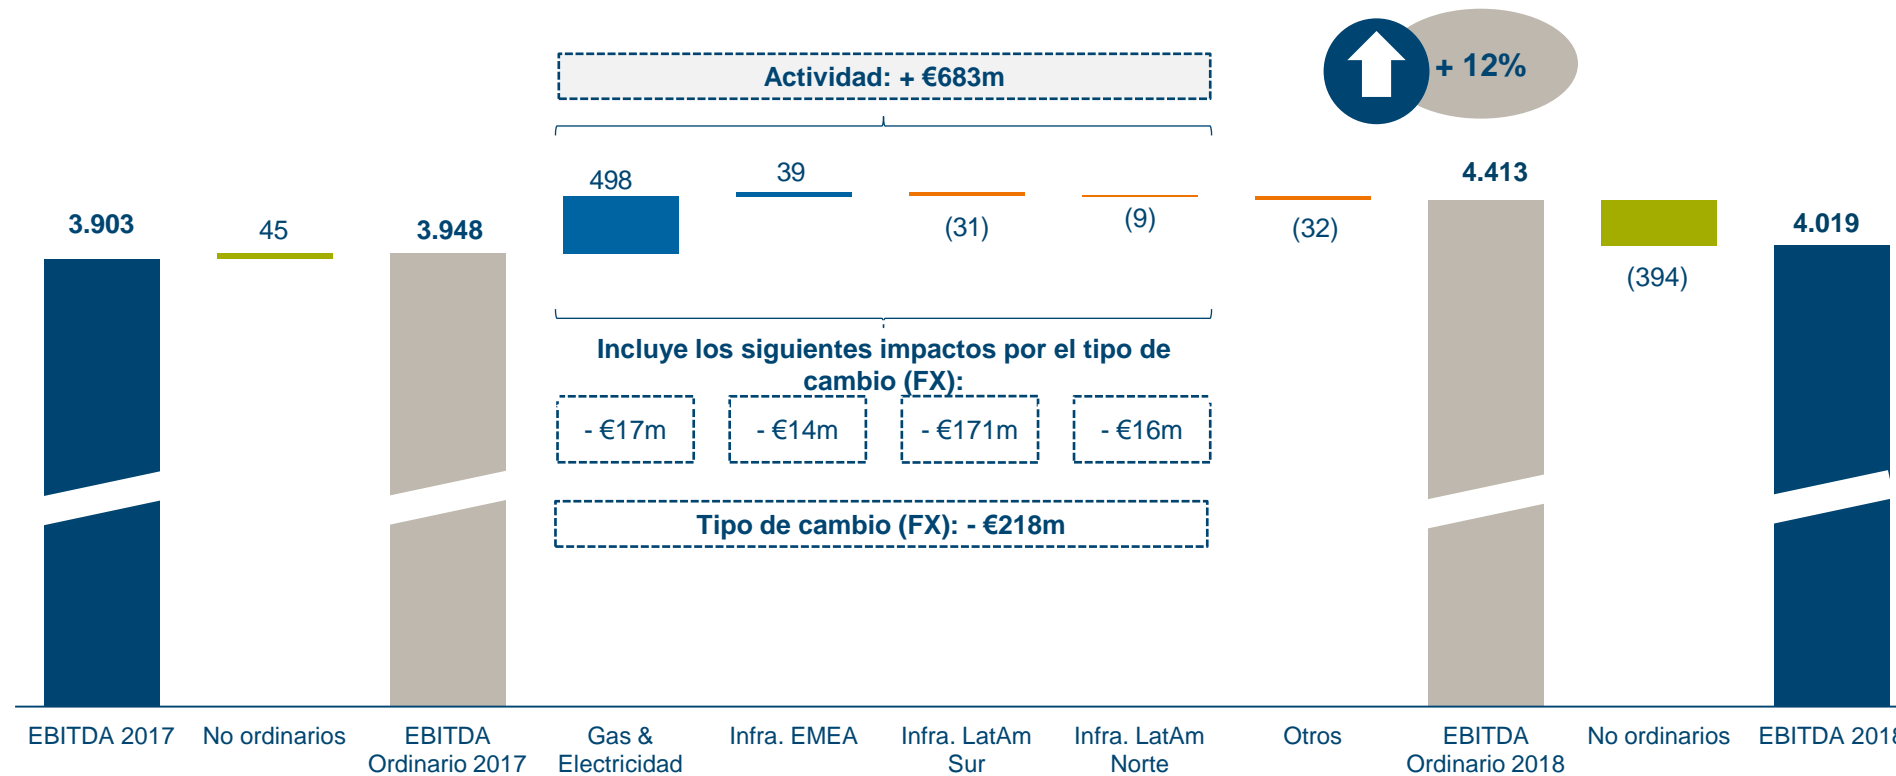 Actividad: + €683m
+ 12%
3.903
45
3.948
498
39
(31)
(9)
(32)
4.413
(394)
4.019
Incluye los siguientes impactos por el tipo de
cambio (FX):
- €17m
- €14m
- €171m
- €16m
Tipo de cambio (FX): - €218m
EBITDA 2017
No ordinarios
EBITDA
Ordinario 2017
Gas &
Electricidad
Infra. EMEA
Infra. LatAm
Sur
Infra. LatAm
Norte
Otros
EBITDA
Ordinario 2018
No ordinarios
EBITDA 2018